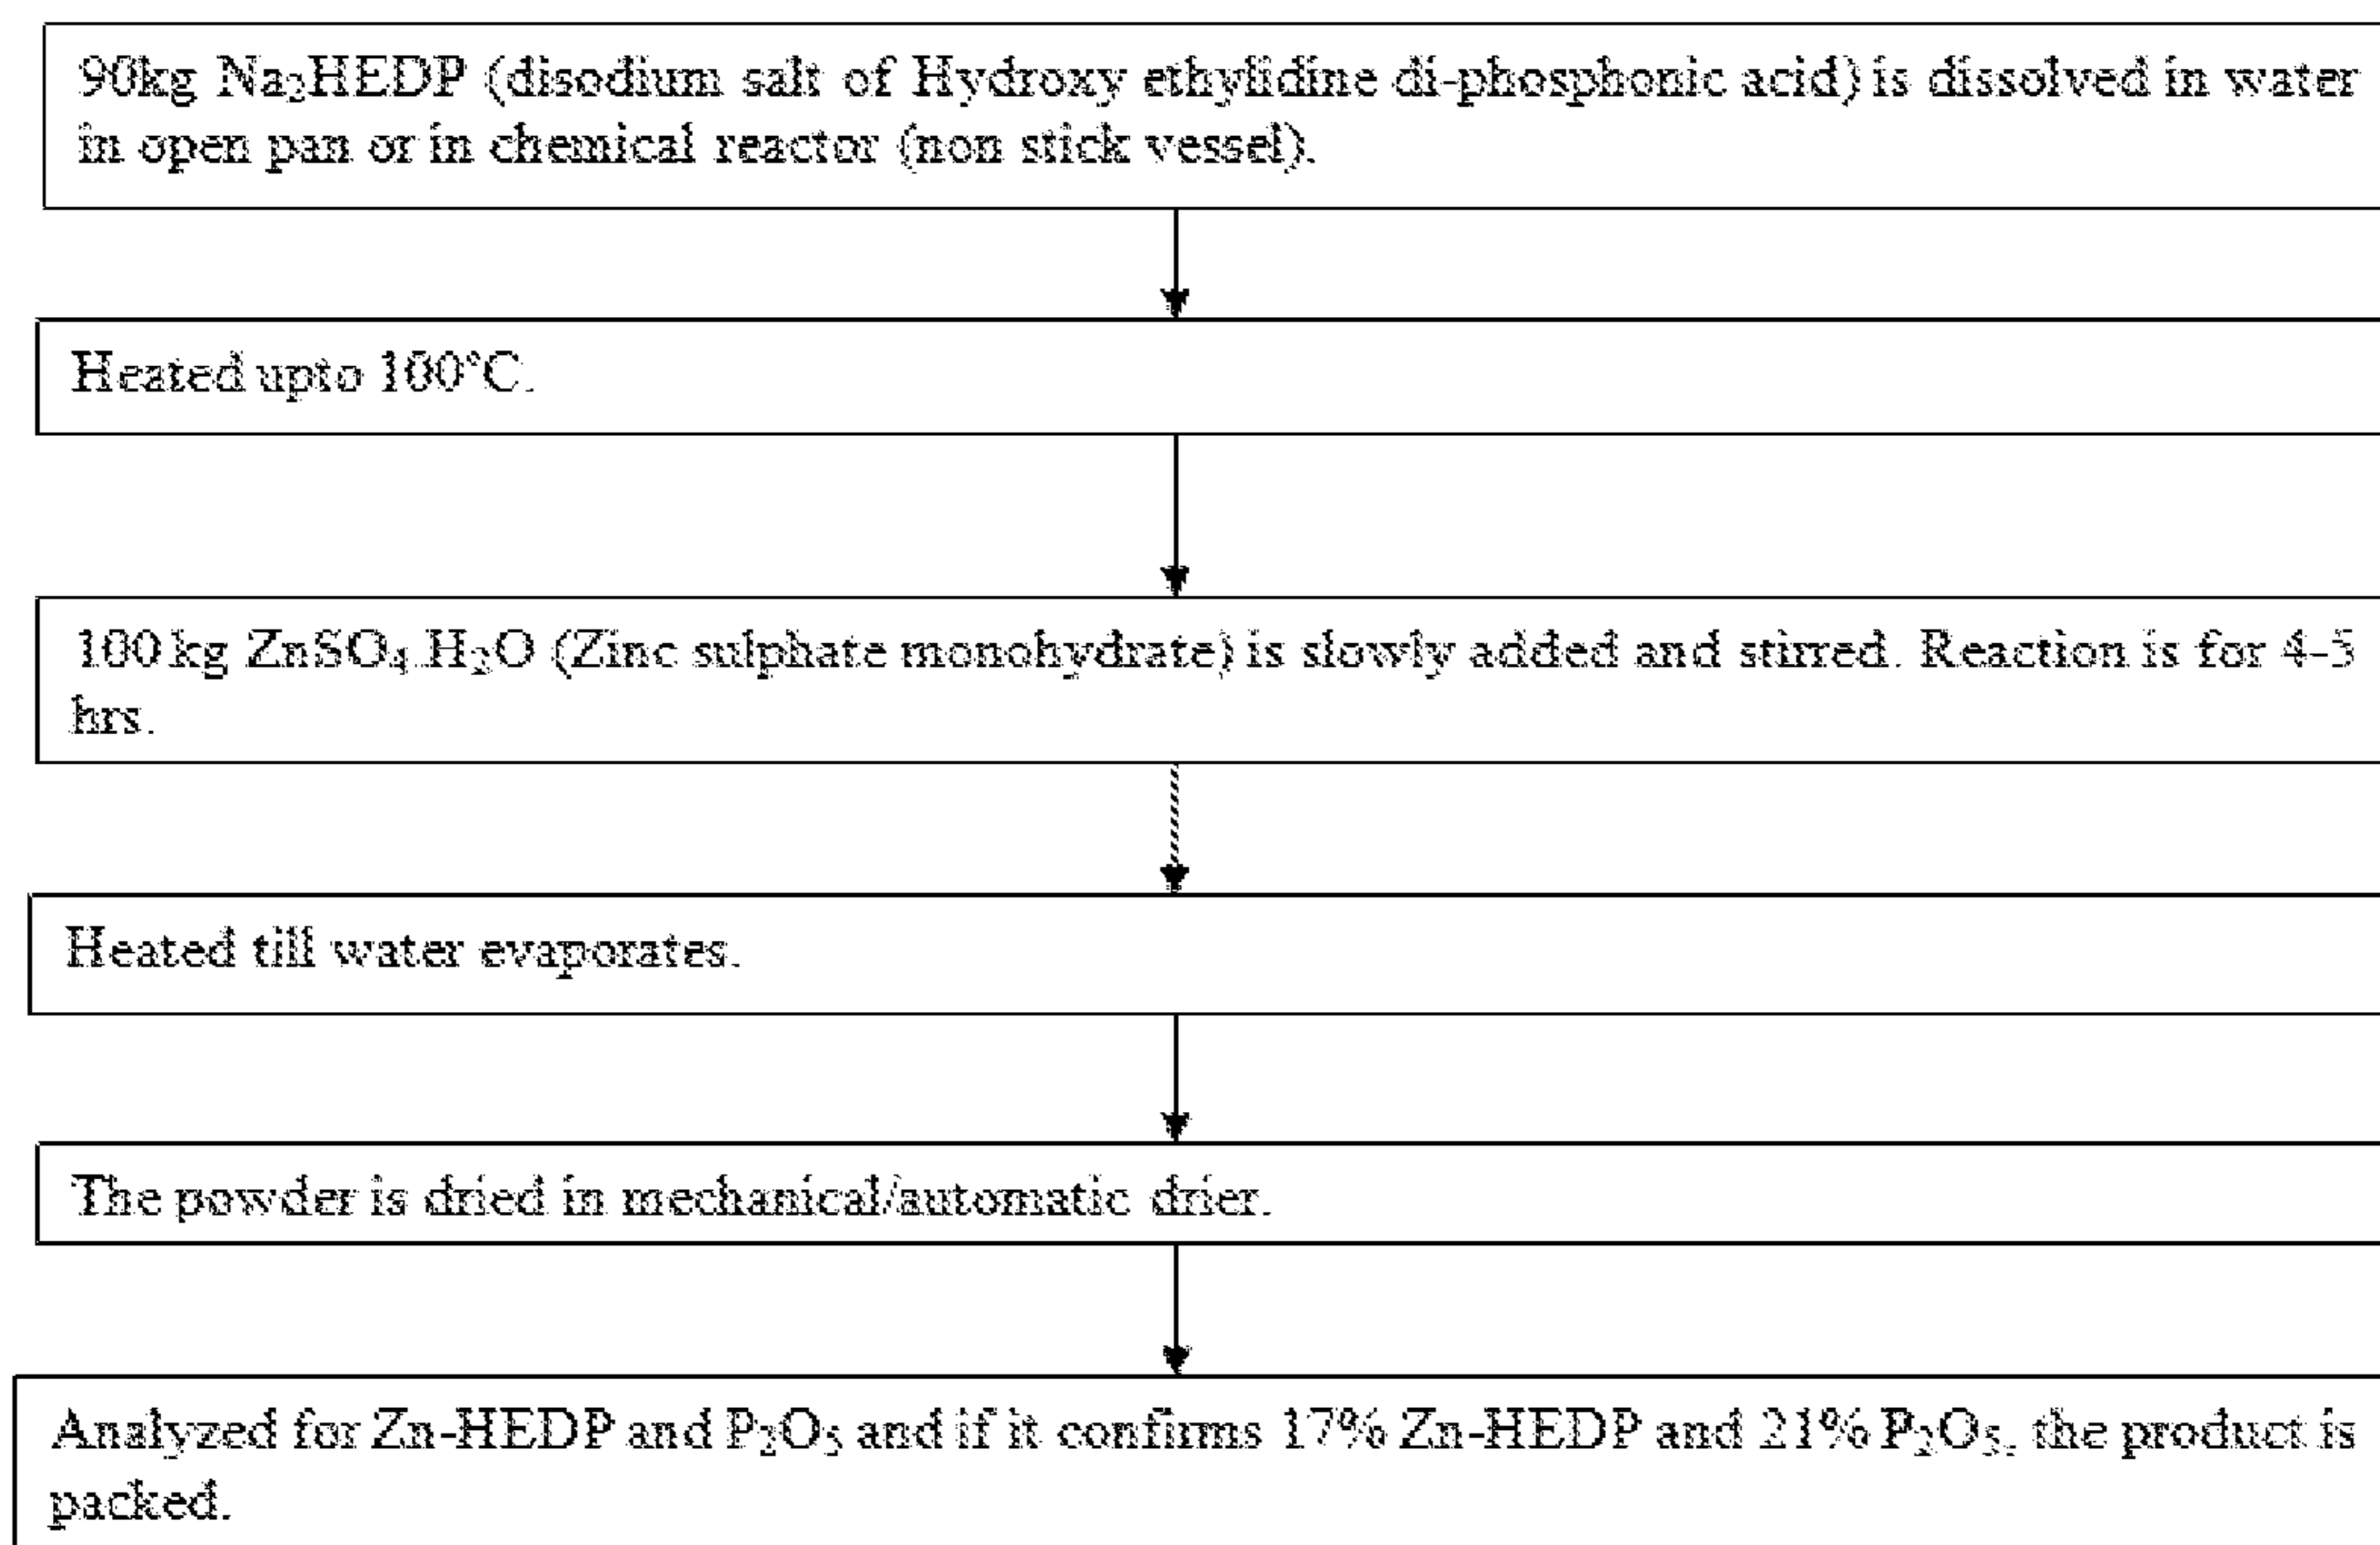 90kg Na₂HEDP (disodium salt of Hydroxy ethylidine di-phosphonic acid) is dissolved in water
in open pan or in chemical reactor (non stick vessel).
Heated upto 100°C.
100 kg ZnSO₄.H₂O (Zinc sulphate monohydrate) is slowly added and stirred. Reaction is for 4-5
hrs.
Heated till water evaporates.
The powder is dried in mechanical/automatic drier.
Analyzed for Zn-HEDP and P₂O₅ and if it confirms 17% Zn-HEDP and 21% P₂O₅, the product is
packed.